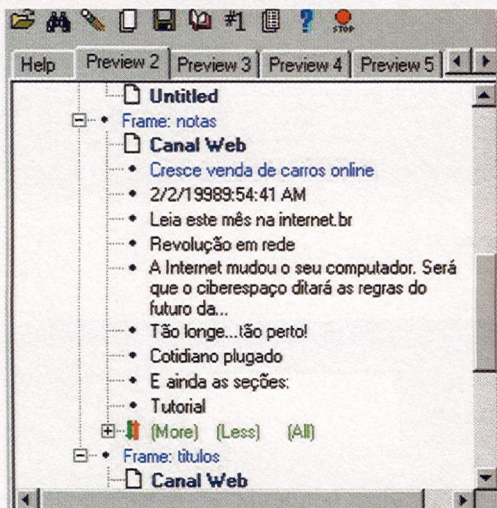 #1
?
STOP
Help Preview 2 Preview 3 Preview 4 Preview 5
Untitled
Frame: notas
Canal Web
Cresce venda de carros online
2/2/19989:54:41 AM
Leia este mês na internet.br
Revolução em rede
A Internet mudou o seu computador. Será
que o ciberespaço ditará as regras do
futuro da...
Tão longe...tão perto!
Cotidiano plugado
E ainda as seções:
Tutorial
(More) (Less) (All)
Frame: títulos
Canal Web